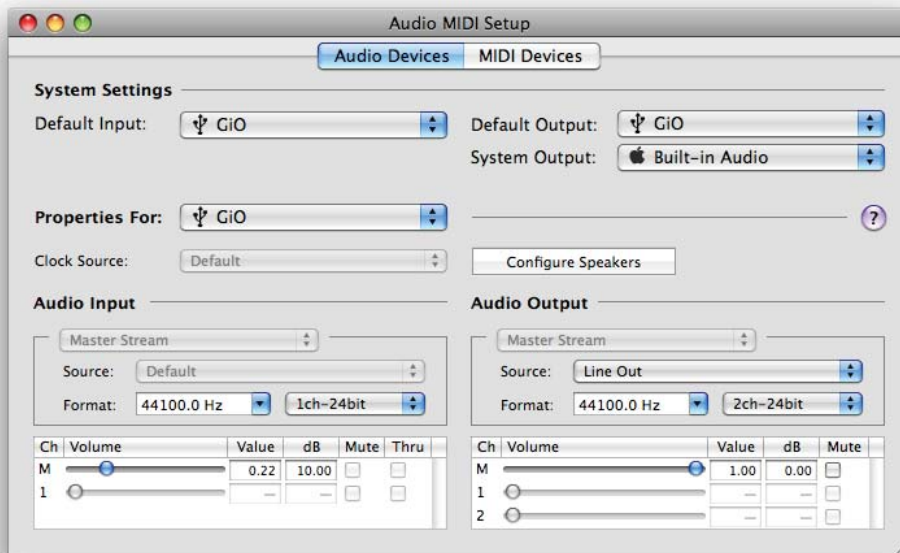 Audio MIDI Setup
Audio Devices MIDI Devices
System Settings
Default Input: GiO
Default Output: GiO
System Output: Built-in Audio
Properties For: GiO
?
Clock Source: Default
Configure Speakers
Audio Input
Master Stream
Source: Default
Format: 44100.0 Hz 1ch-24bit
Ch Volume Value dB Mute Thru
M 0.22 10.00
1 — —
Audio Output
Master Stream
Source: Line Out
Format: 44100.0 Hz 2ch-24bit
Ch Volume Value dB Mute
M 1.00 0.00
1 — —
2 — —